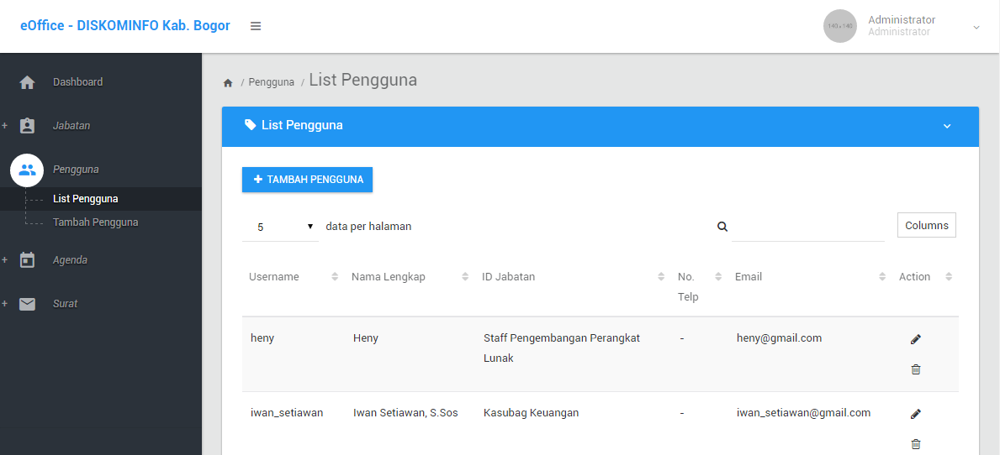 eOffice - DISKOMINFO Kab. Bogor
Administrator
Administrator
Dashboard
+ Jabatan
Pengguna
List Pengguna
Tambah Pengguna
+ Agenda
+ Surat
/ Pengguna / List Pengguna
List Pengguna
+ TAMBAH PENGGUNA
5 data per halaman
Columns
Username Nama Lengkap ID Jabatan No. Telp Email Action
heny Heny Staff Pengembangan Perangkat Lunak - heny@gmail.com
iwan_setiawan Iwan Setiawan, S.Sos Kasubag Keuangan - iwan_setiawan@gmail.com